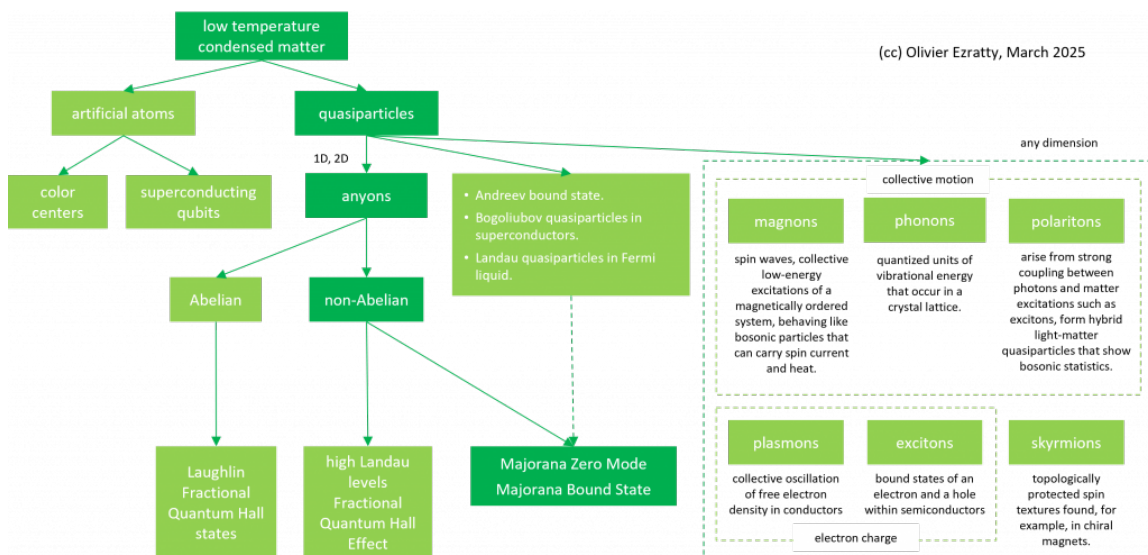 low temperature
condensed matter
(cc) Olivier Ezratty, March 2025
artificial atoms
quasiparticles
1D, 2D
any dimension
color
centers
superconducting
qubits
anyons
• Andreev bound state.
• Bogoliubov quasiparticles in
superconductors.
• Landau quasiparticles in Fermi
liquid.
collective motion
magnons
spin waves, collective
low-energy
excitations of a
magnetically ordered
system, behaving like
bosonic particles that
can carry spin current
and heat.
phonons
quantized units of
vibrational energy
that occur in a
crystal lattice.
polaritons
arise from strong
coupling between
photons and matter
excitations such as
excitons, form hybrid
light-matter
quasiparticles that show
bosonic statistics.
Abelian
non-Abelian
Laughlin
Fractional
Quantum Hall
states
high Landau
levels
Fractional
Quantum Hall
Effect
Majorana Zero Mode
Majorana Bound State
plasmons
collective oscillation
of free electron
density in conductors
excitons
bound states of an
electron and a hole
within semiconductors
electron charge
skyrmions
topologically
protected spin
textures found, for
example, in chiral
magnets.